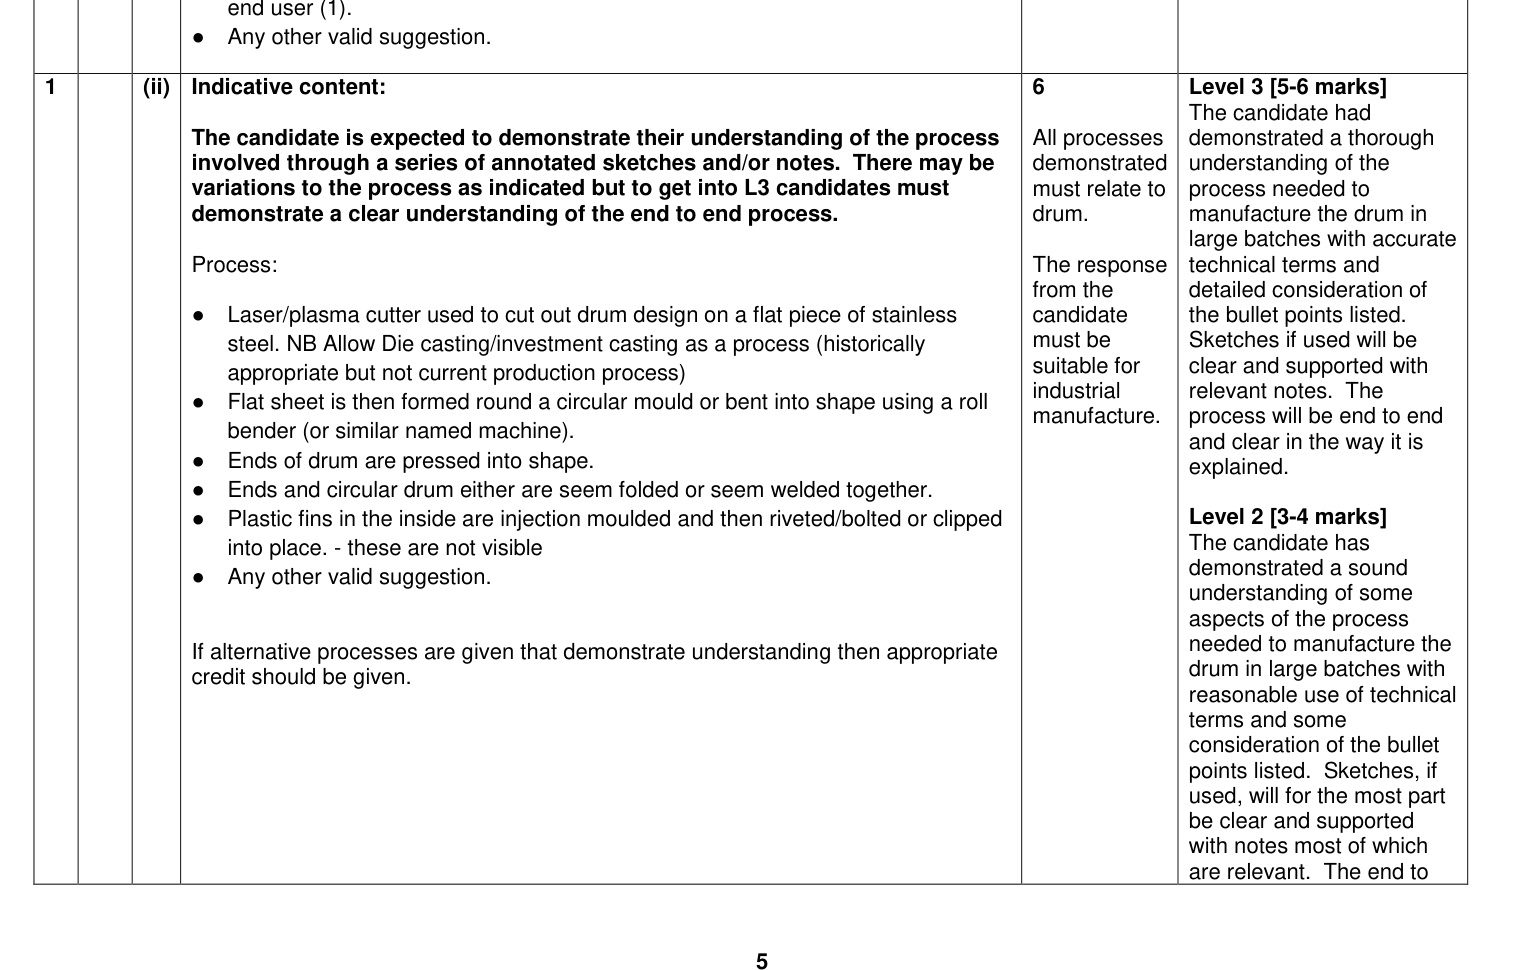 end user (1).
● Any other valid suggestion.
1 (ii) Indicative content:
The candidate is expected to demonstrate their understanding of the process
involved through a series of annotated sketches and/or notes.  There may be
variations to the process as indicated but to get into L3 candidates must
demonstrate a clear understanding of the end to end process.
Process:
● Laser/plasma cutter used to cut out drum design on a flat piece of stainless
steel. NB Allow Die casting/investment casting as a process (historically
appropriate but not current production process)
● Flat sheet is then formed round a circular mould or bent into shape using a roll
bender (or similar named machine).
● Ends of drum are pressed into shape.
● Ends and circular drum either are seem folded or seem welded together.
● Plastic fins in the inside are injection moulded and then riveted/bolted or clipped
into place. - these are not visible
● Any other valid suggestion.
If alternative processes are given that demonstrate understanding then appropriate
credit should be given.
6
All processes
demonstrated
must relate to
drum.
The response
from the
candidate
must be
suitable for
industrial
manufacture.
Level 3 [5-6 marks]
The candidate had
demonstrated a thorough
understanding of the
process needed to
manufacture the drum in
large batches with accurate
technical terms and
detailed consideration of
the bullet points listed.
Sketches if used will be
clear and supported with
relevant notes.  The
process will be end to end
and clear in the way it is
explained.
Level 2 [3-4 marks]
The candidate has
demonstrated a sound
understanding of some
aspects of the process
needed to manufacture the
drum in large batches with
reasonable use of technical
terms and some
consideration of the bullet
points listed.  Sketches, if
used, will for the most part
be clear and supported
with notes most of which
are relevant.  The end to
5